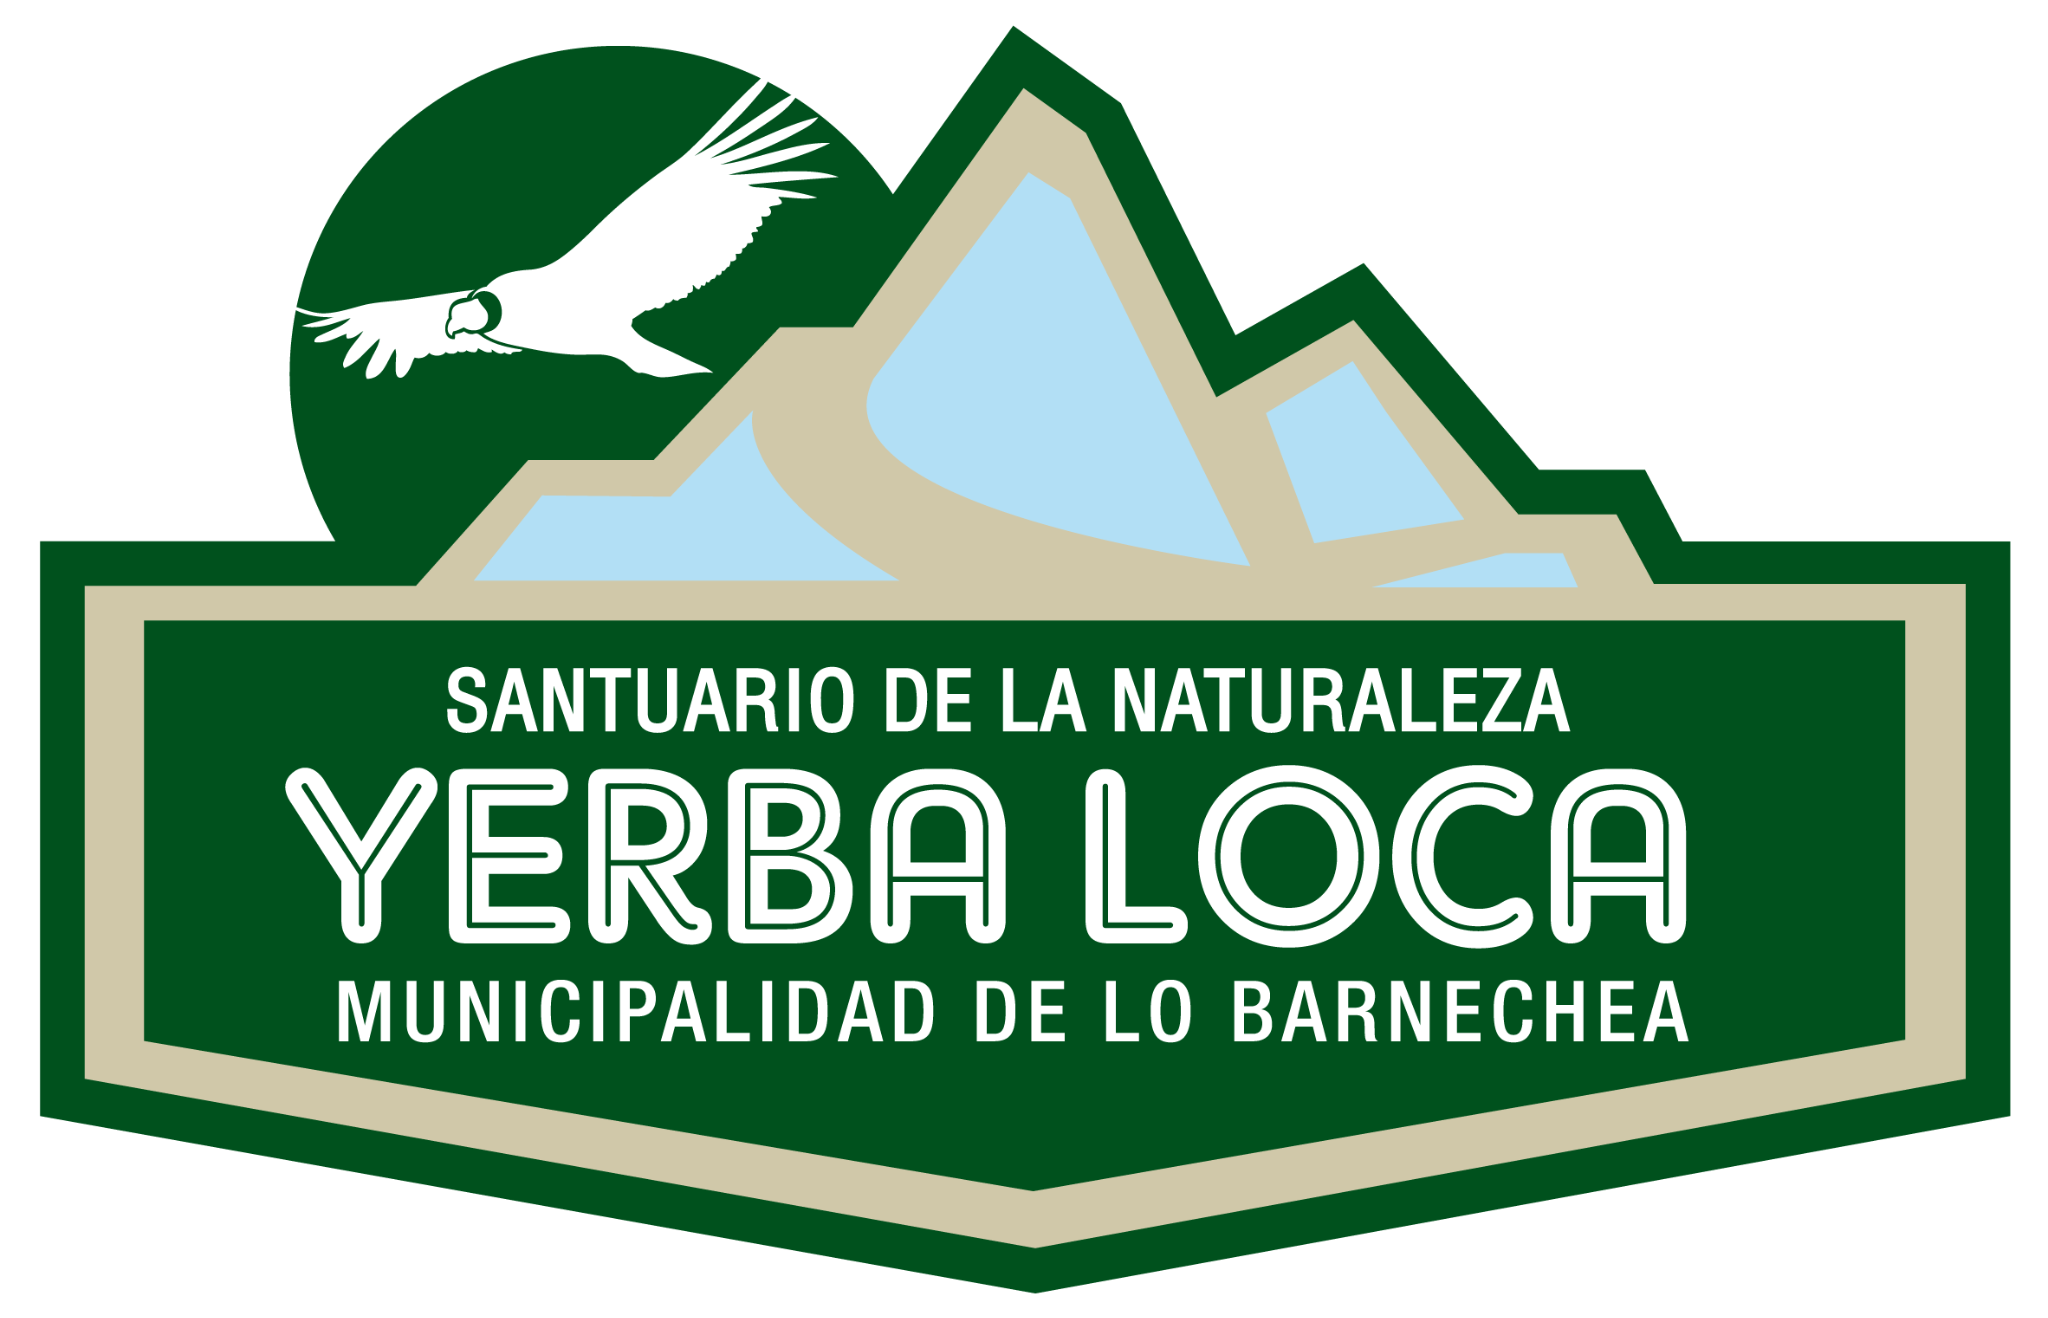 SANTUARIO DE LA NATURALEZA
YERBA LOCA
MUNICIPALIDAD DE LO BARNECHEA